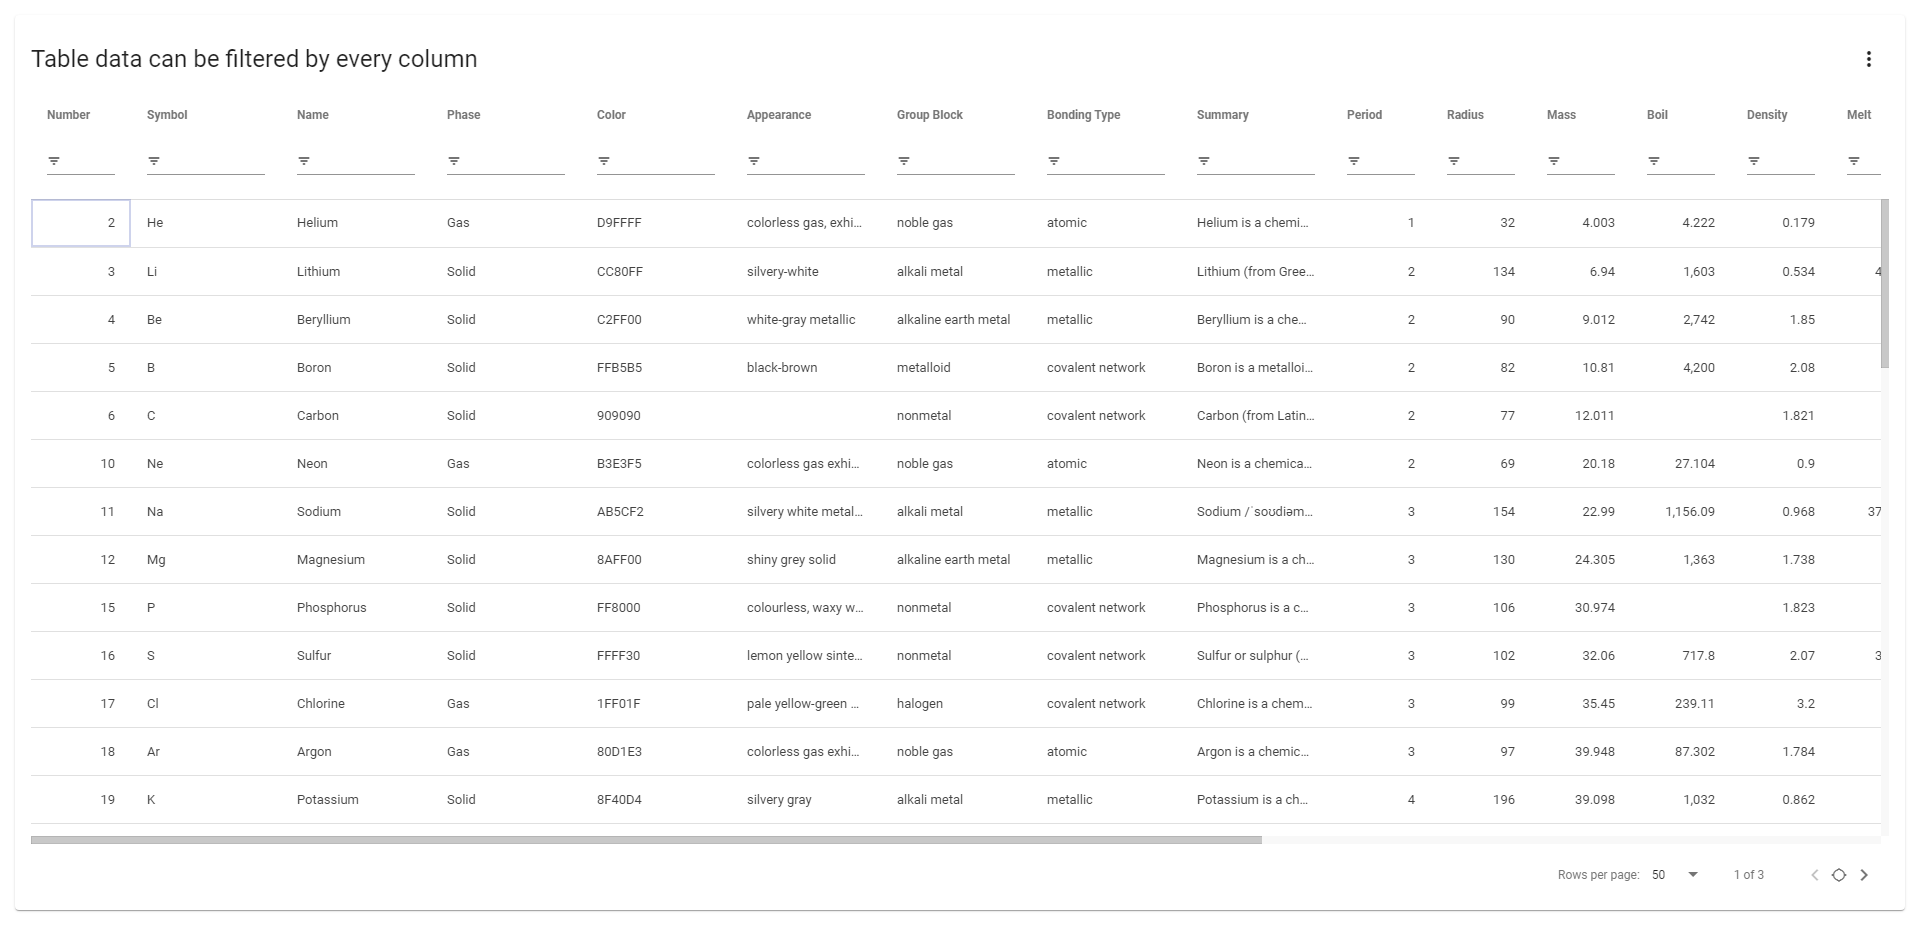 Table data can be filtered by every column
Number Symbol Name Phase Color Appearance Group Block Bonding Type Summary Period Radius Mass Boil Density Melt
2 He Helium Gas D9FFFF colorless gas, exhi... noble gas atomic Helium is a chemi... 1 32 4.003 4.222 0.179
3 Li Lithium Solid CC80FF silvery-white alkali metal metallic Lithium (from Gree... 2 134 6.94 1,603 0.534 4
4 Be Beryllium Solid C2FF00 white-gray metallic alkaline earth metal metallic Beryllium is a che... 2 90 9.012 2,742 1.85
5 B Boron Solid FFB5B5 black-brown metalloid covalent network Boron is a metalloi... 2 82 10.81 4,200 2.08
6 C Carbon Solid 909090 nonmetal covalent network Carbon (from Latin... 2 77 12.011 1.821
10 Ne Neon Gas B3E3F5 colorless gas exhi... noble gas atomic Neon is a chemica... 2 69 20.18 27.104 0.9
11 Na Sodium Solid AB5CF2 silvery white metal... alkali metal metallic Sodium /ˈsoʊdiəm... 3 154 22.99 1,156.09 0.968 37
12 Mg Magnesium Solid 8AFF00 shiny grey solid alkaline earth metal metallic Magnesium is a ch... 3 130 24.305 1,363 1.738
15 P Phosphorus Solid FF8000 colourless, waxy w... nonmetal covalent network Phosphorus is a c... 3 106 30.974 1.823
16 S Sulfur Solid FFFF30 lemon yellow sinte... nonmetal covalent network Sulfur or sulphur (... 3 102 32.06 717.8 2.07 3
17 Cl Chlorine Gas 1FF01F pale yellow-green ... halogen covalent network Chlorine is a chem... 3 99 35.45 239.11 3.2
18 Ar Argon Gas 80D1E3 colorless gas exhi... noble gas atomic Argon is a chemic... 3 97 39.948 87.302 1.784
19 K Potassium Solid 8F40D4 silvery gray alkali metal metallic Potassium is a ch... 4 196 39.098 1,032 0.862
Rows per page: 50 1 of 3